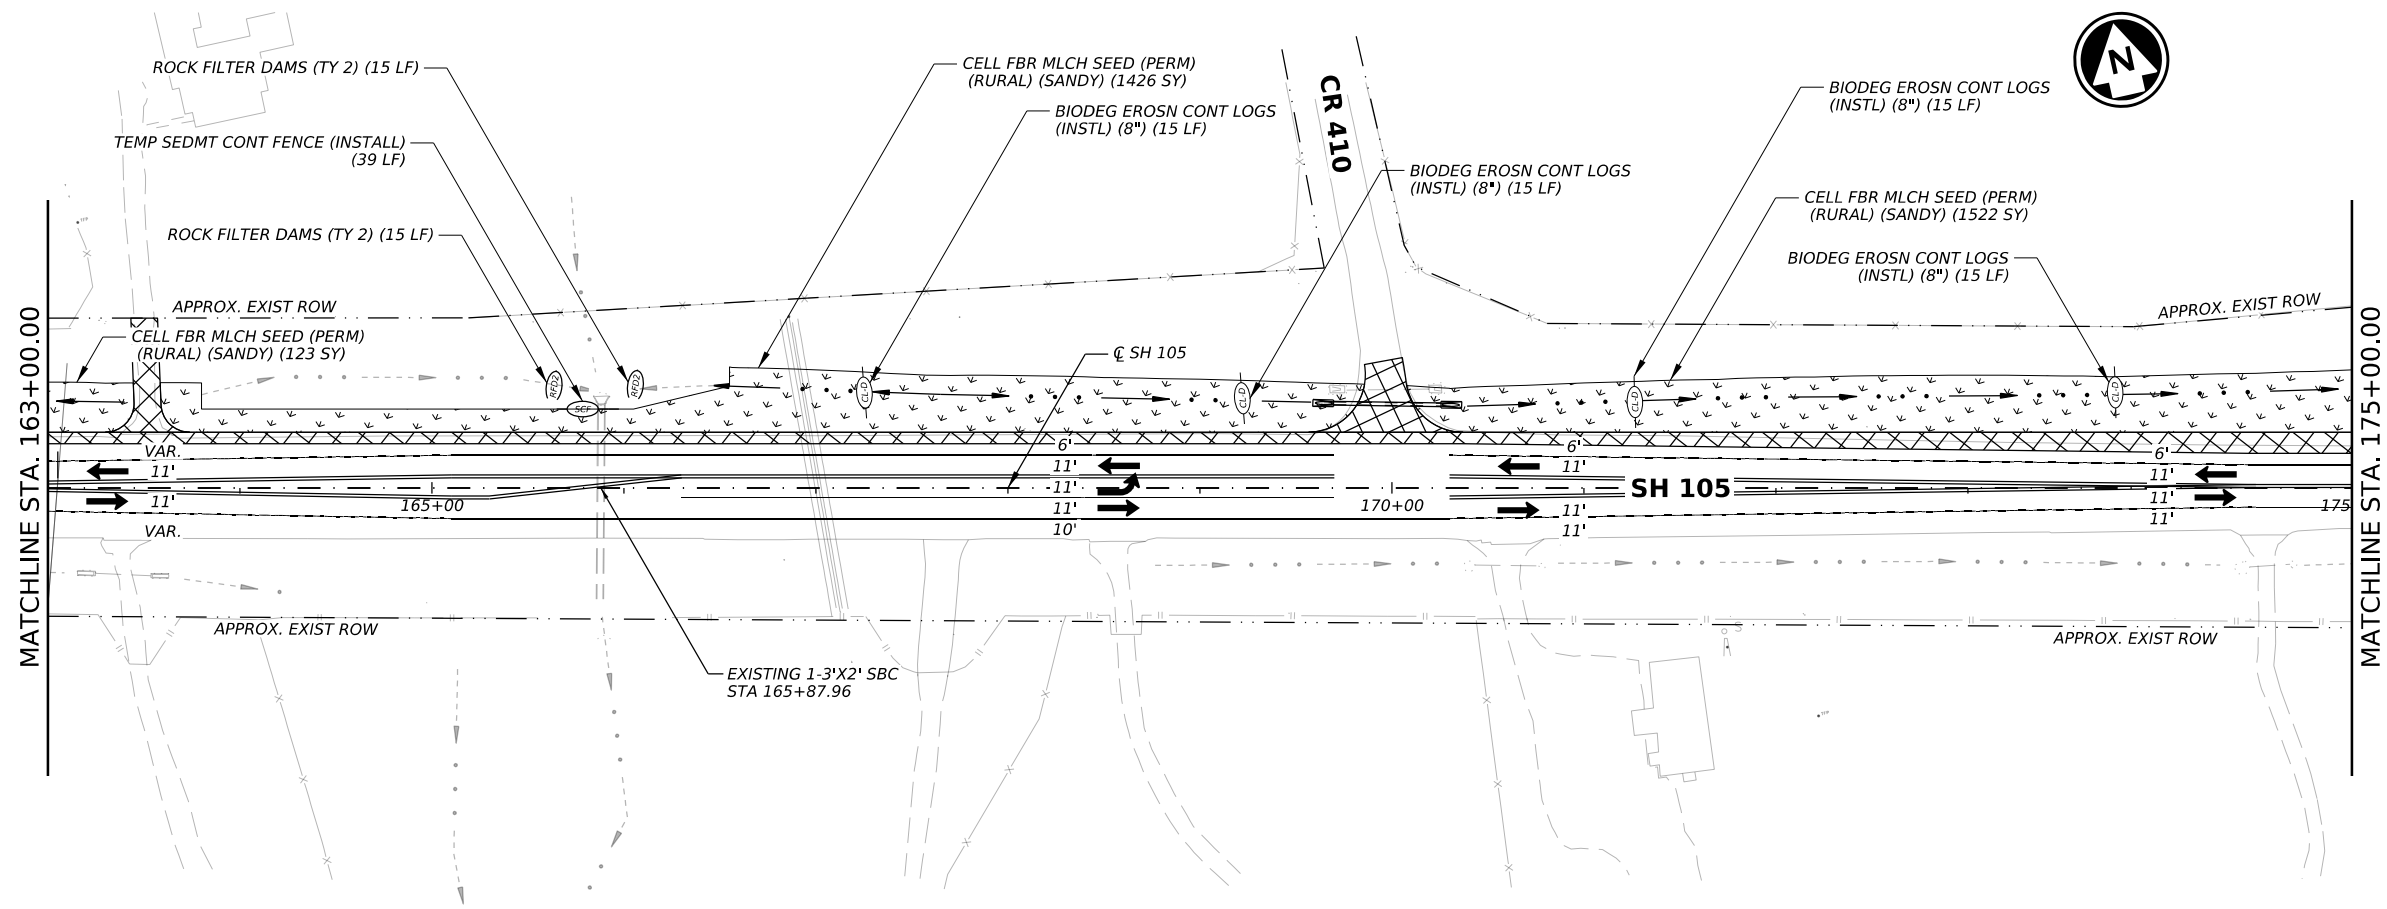 N
ROCK FILTER DAMS (TY 2) (15 LF)
CELL FBR MLCH SEED (PERM)
(RURAL) (SANDY) (1426 SY)
BIODEG EROSN CONT LOGS
(INSTL) (8") (15 LF)
CR 410
BIODEG EROSN CONT LOGS
(INSTL) (8") (15 LF)
TEMP SEDMT CONT FENCE (INSTALL)
(39 LF)
BIODEG EROSN CONT LOGS
(INSTL) (8") (15 LF)
CELL FBR MLCH SEED (PERM)
(RURAL) (SANDY) (1522 SY)
ROCK FILTER DAMS (TY 2) (15 LF)
BIODEG EROSN CONT LOGS
(INSTL) (8") (15 LF)
APPROX. EXIST ROW
APPROX. EXIST ROW
CELL FBR MLCH SEED (PERM)
(RURAL) (SANDY) (123 SY)
℄ SH 105
MATCHLINE STA. 163+00.00
MATCHLINE STA. 175+00.00
RFD2
RFD2
SCF
CL-D
CL-D
CL-D
CL-D
VAR.
6'
6'
6'
11'
11'
11'
11'
11'
11'
SH 105
11'
11'
165+00
11'
170+00
11'
175
VAR.
10'
11'
11'
APPROX. EXIST ROW
APPROX. EXIST ROW
EXISTING 1-3'X2' SBC
STA 165+87.96